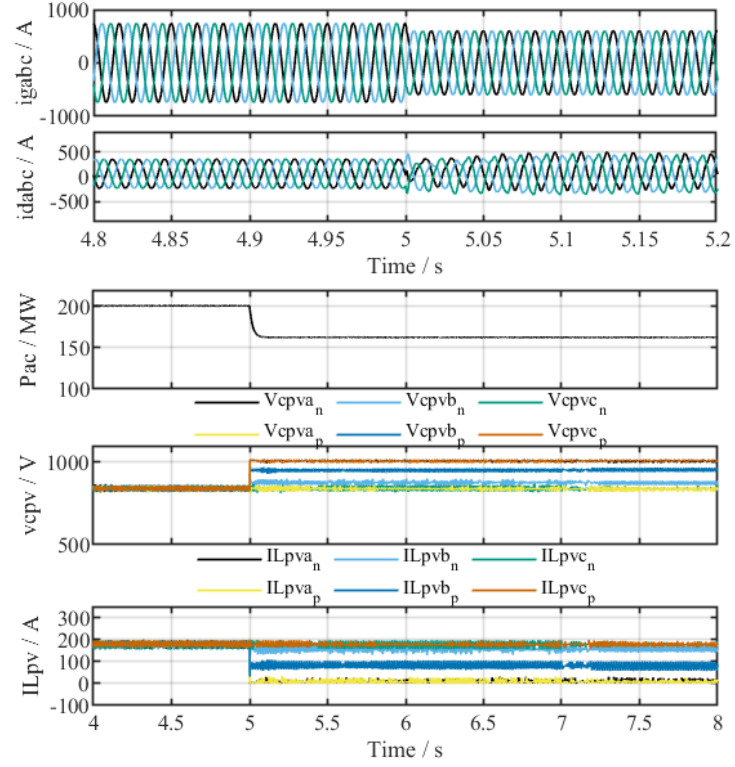 igabc / A
1000
0
-1000
idabc / A
500
0
-500
4.8 4.85 4.9 4.95 5 5.05 5.1 5.15 5.2
Time / s
Pac / MW
200
150
100
Vcpva_n Vcpvb_n Vcpvc_n
Vcpva_p Vcpvb_p Vcpvc_p
vcpv / V
1000
500
ILpva_n ILpvb_n ILpvc_n
ILpva_p ILpvb_p ILpvc_p
ILpv / A
300
200
100
0
-100
4 4.5 5 5.5 6 6.5 7 7.5 8
Time / s